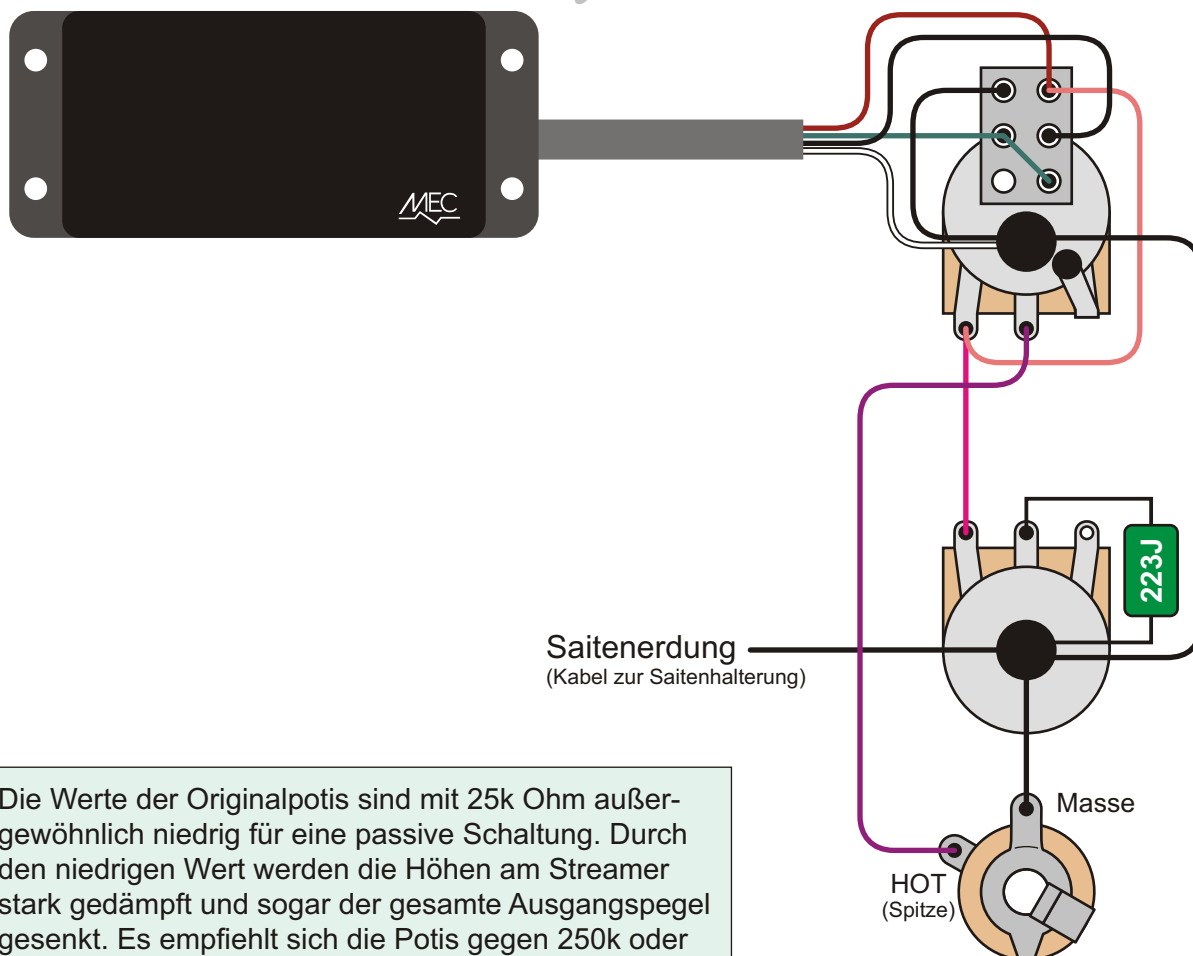 MEC
223J
Saitenerdung
(Kabel zur Saitenhalterung)
Masse
HOT
(Spitze)
Die Werte der Originalpotis sind mit 25k Ohm außer-
gewöhnlich niedrig für eine passive Schaltung. Durch
den niedrigen Wert werden die Höhen am Streamer
stark gedämpft und sogar der gesamte Ausgangspegel
gesenkt. Es empfiehlt sich die Potis gegen 250k oder